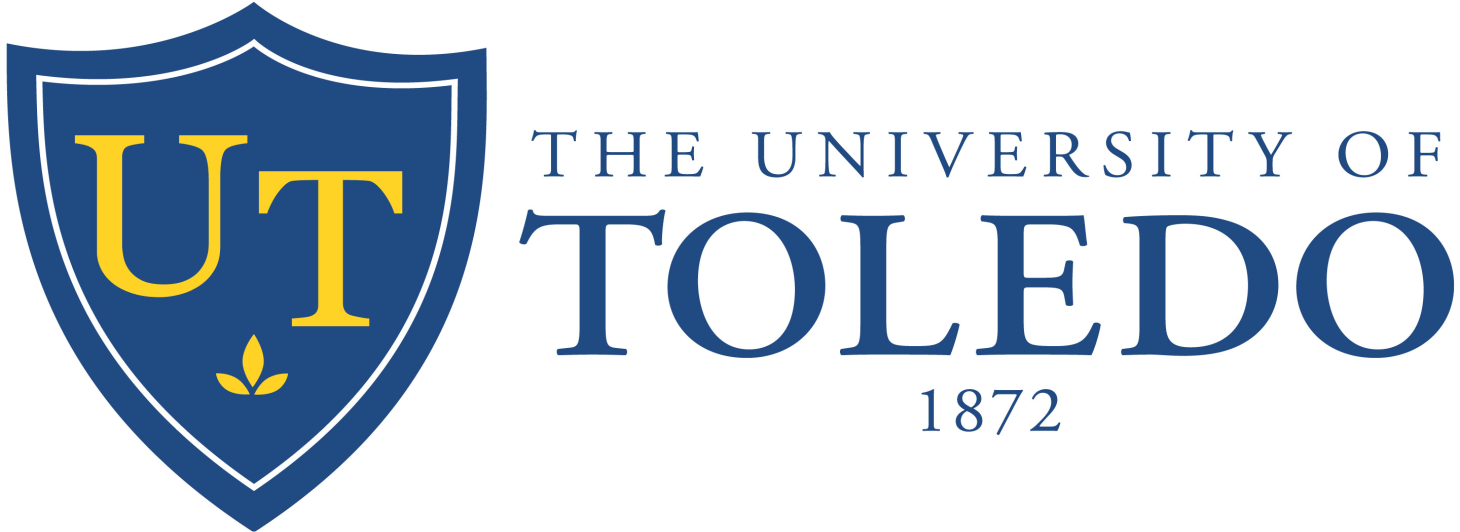 UT
THE UNIVERSITY OF
TOLEDO
1872